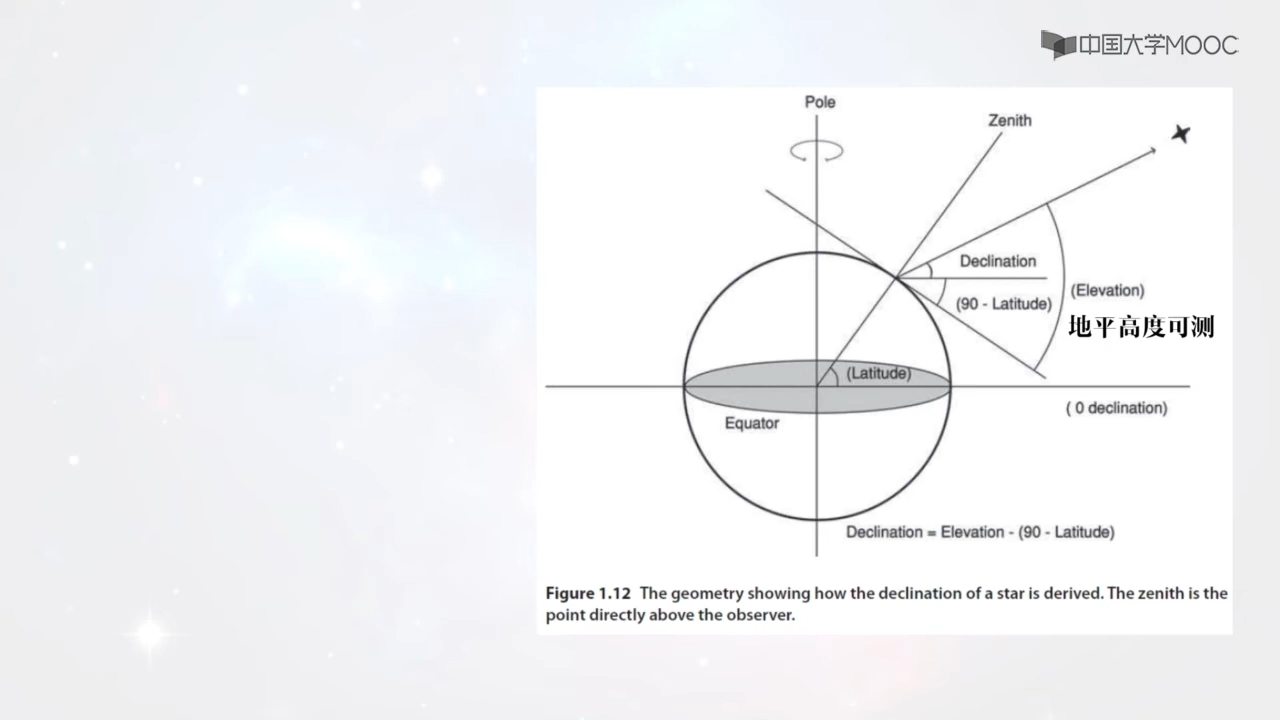 中国大学MOOC
Pole
Zenith
Declination
(90 - Latitude)
(Elevation)
地平高度可测
(Latitude)
( 0 declination)
Equator
Declination = Elevation - (90 - Latitude)
Figure 1.12 The geometry showing how the declination of a star is derived. The zenith is the
point directly above the observer.